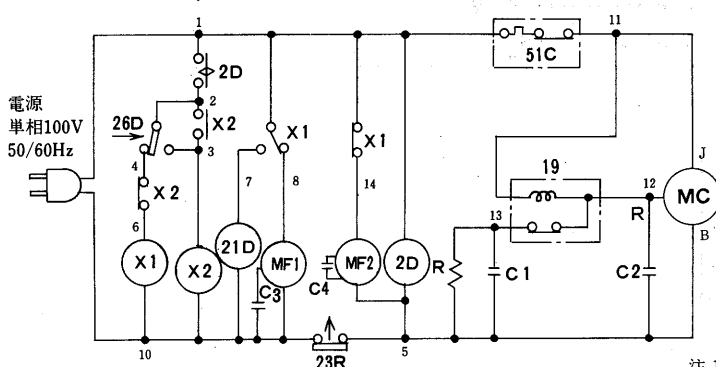 1
11
51C
2D
2
電源
単相100V
50/60Hz
26D
X2
3
X1
X1
19
4
X2
7
8
14
J
12
MC
R
13
B
6
X1
X2
21D
MF1
MF2
2D
R
C1
C2
C3
C4
10
23R
5